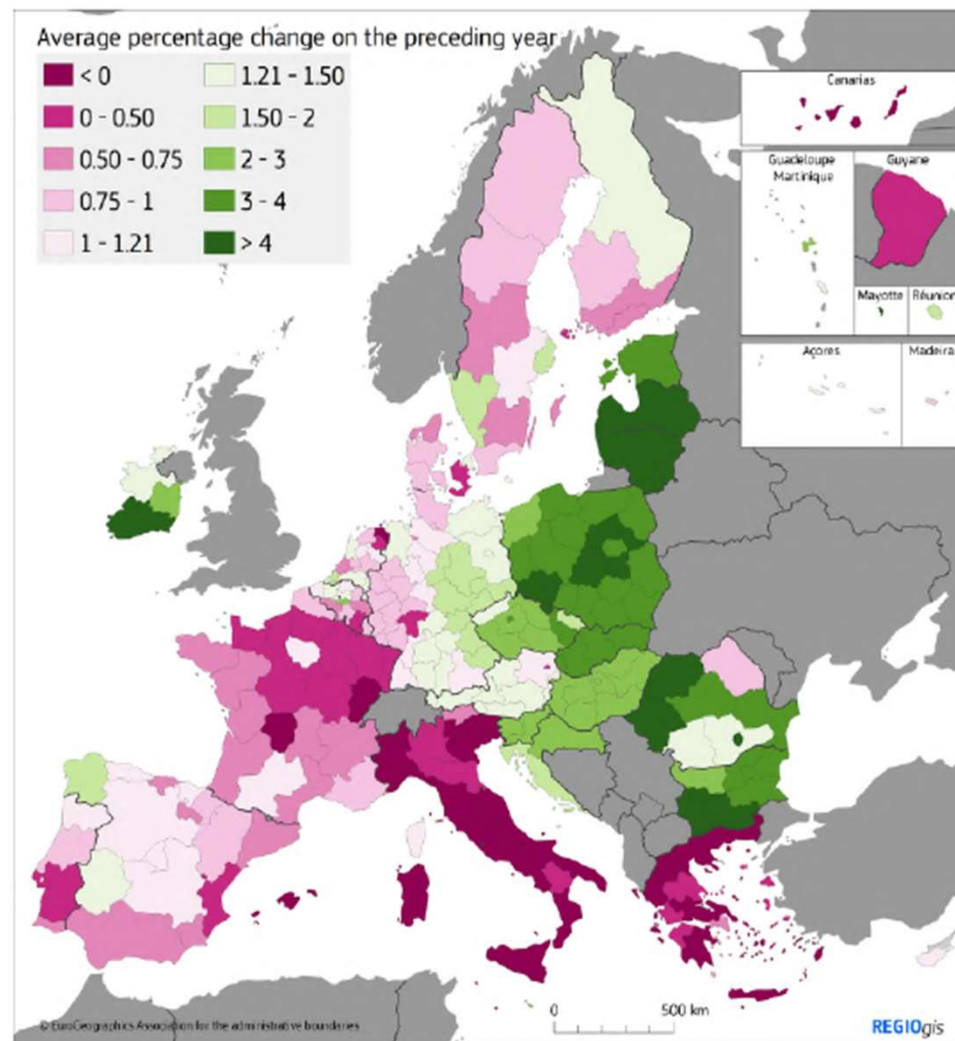 Average percentage change on the preceding year
< 0
0 - 0.50
0.50 - 0.75
0.75 - 1
1 - 1.21
1.21 - 1.50
1.50 - 2
2 - 3
3 - 4
> 4
Canarias
Guadeloupe
Martinique
Guyane
Mayotte
Réunion
Açores
Madeira
0 500 km
© EuroGeographics Association for the administrative boundaries
REGIOgis